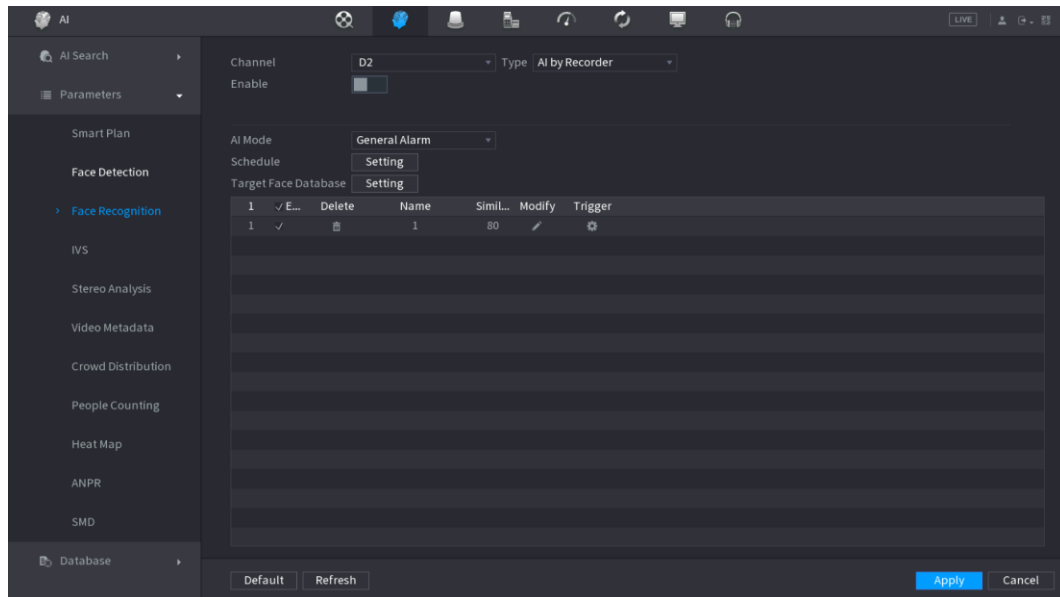 AI LIVE
AI Search
Parameters
Smart Plan
Face Detection
Face Recognition
IVS
Stereo Analysis
Video Metadata
Crowd Distribution
People Counting
Heat Map
ANPR
SMD
Database
Channel D2 Type AI by Recorder
Enable
AI Mode General Alarm
Schedule Setting
Target Face Database Setting
1 E... Delete Name Simil... Modify Trigger
1 1 80
Default Refresh Apply Cancel